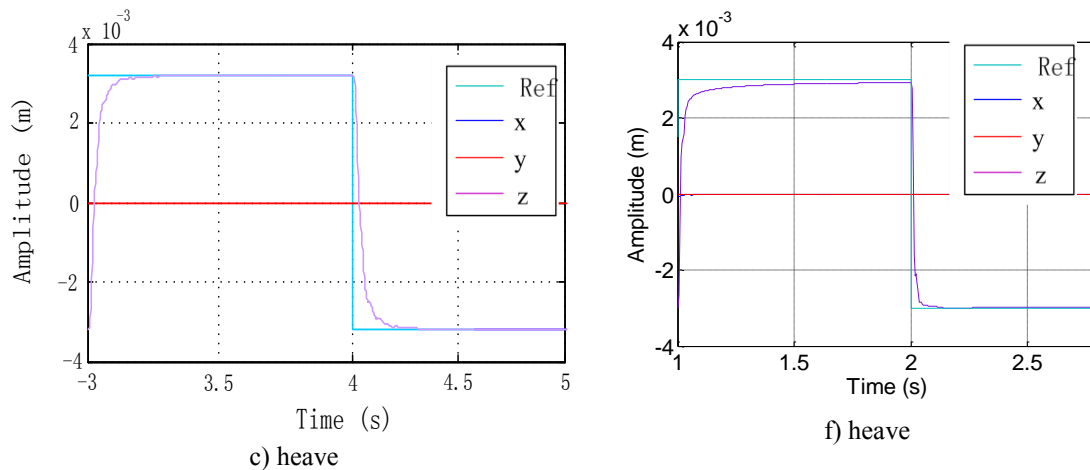 x 10-3
4
2
0
-2
-4
Amplitude (m)
-3
3.5
4
4.5
5
Time (s)
Ref
x
y
z
c) heave
x 10-3
4
2
0
-2
-4
Amplitude (m)
1
1.5
2
2.5
Time (s)
Ref
x
y
z
f) heave